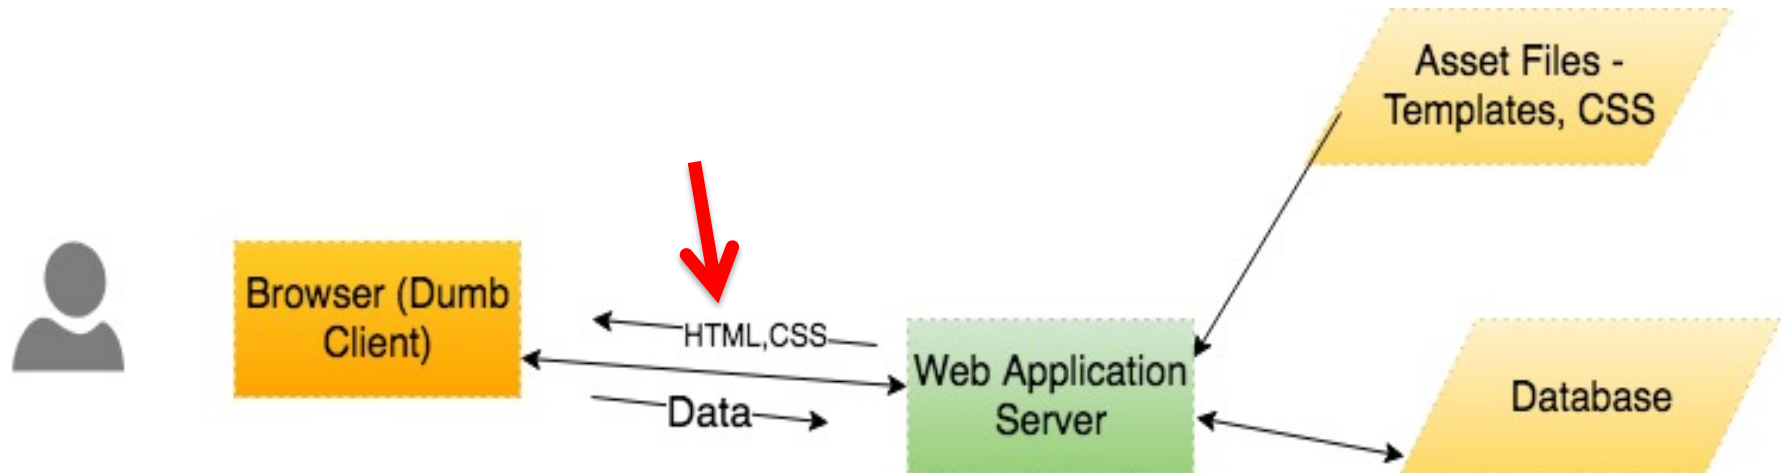 Asset Files -
Templates, CSS
Browser (Dumb
Client)
HTML,CSS
Data
Web Application
Server
Database